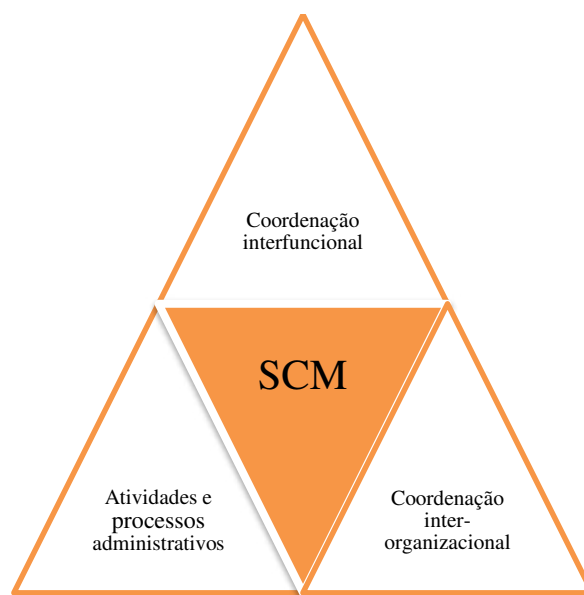 Coordenação
interfuncional
SCM
Atividades e
processos
administrativos
Coordenação
inter-
organizacional